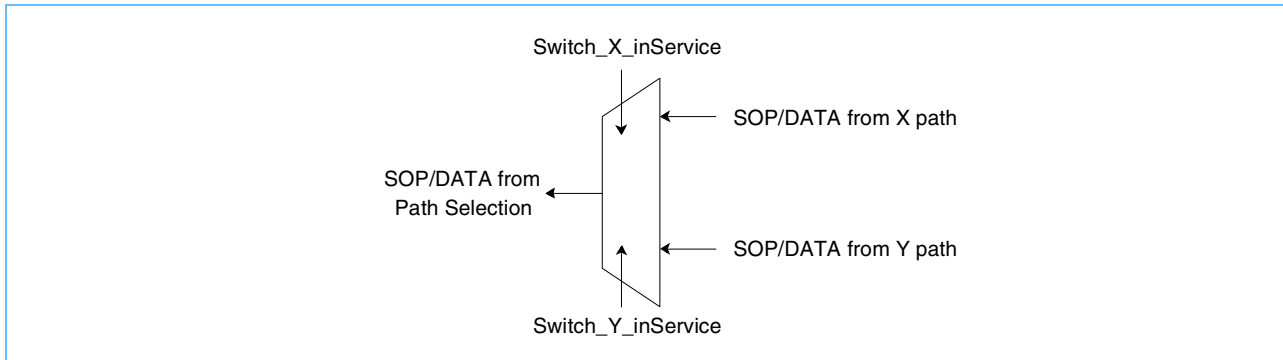 Switch_X_inService
SOP/DATA from X path
SOP/DATA from
Path Selection
SOP/DATA from Y path
Switch_Y_inService